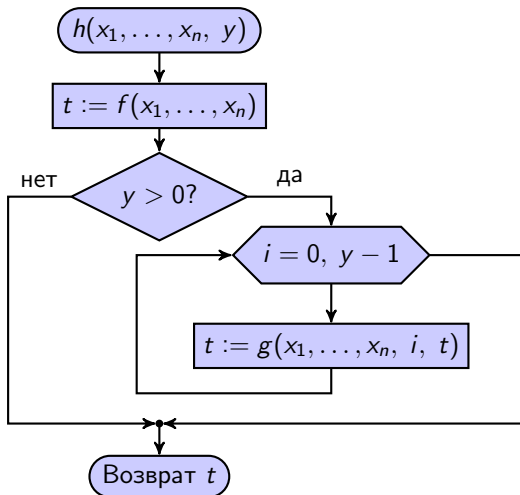 h(x₁, . . . , xₙ, y)
t := f(x₁, . . . , xₙ)
нет
y > 0?
да
i = 0, y − 1
t := g(x₁, . . . , xₙ, i, t)
Возврат t